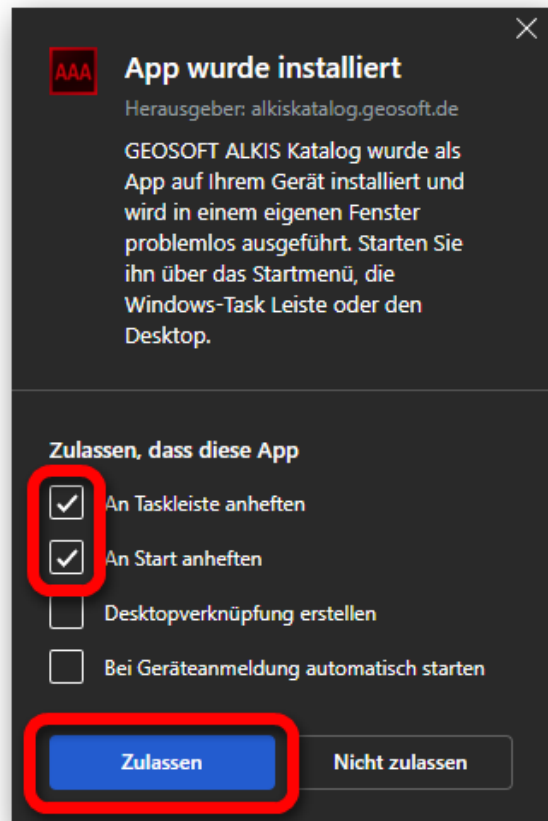 AAA
App wurde installiert
Herausgeber: alkiskatalog.geosoft.de
GEOSOFT ALKIS Katalog wurde als
App auf Ihrem Gerät installiert und
wird in einem eigenen Fenster
problemlos ausgeführt. Starten Sie
ihn über das Startmenü, die
Windows-Task Leiste oder den
Desktop.
Zulassen, dass diese App
An Taskleiste anheften
An Start anheften
Desktopverknüpfung erstellen
Bei Geräteanmeldung automatisch starten
Zulassen
Nicht zulassen